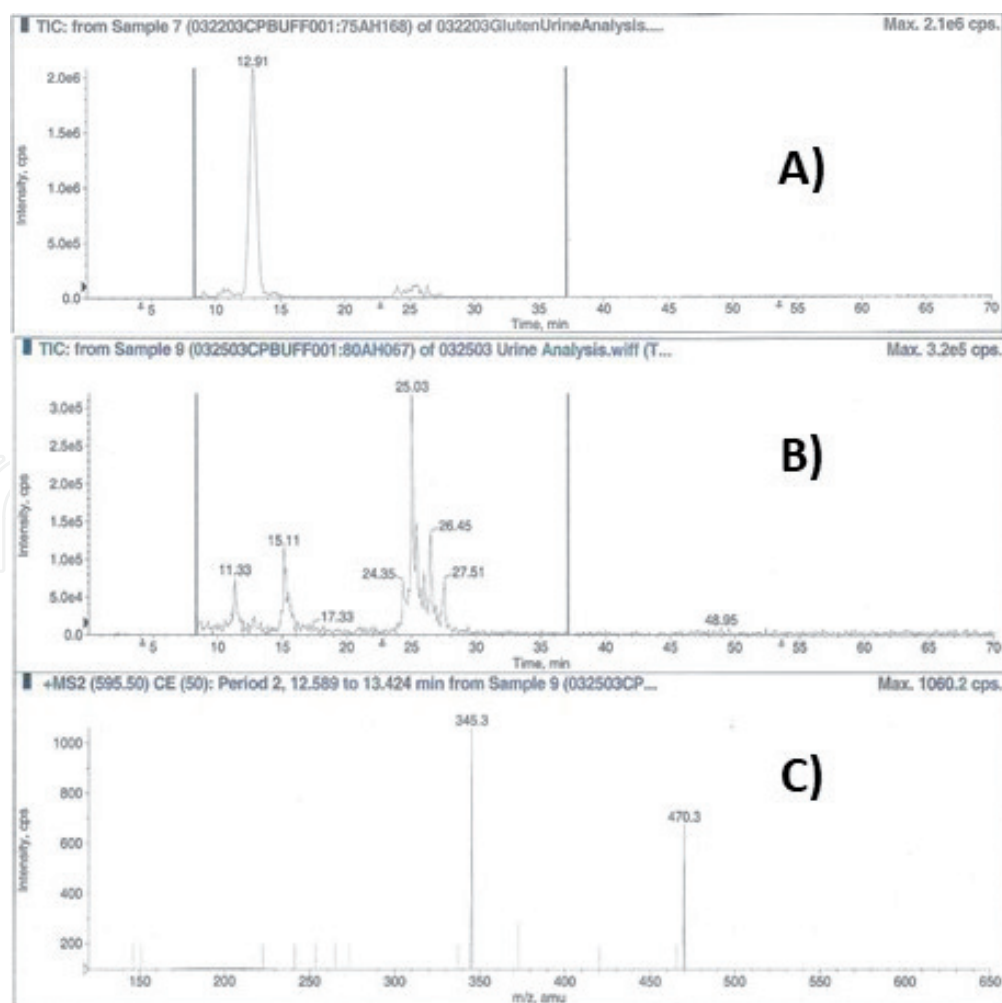 TIC: from Sample 7 (032203CPBUFF001:75AH168) of 032203GlutenUrineAnalysis.... Max. 2.1e6 cps.
12.91
2.0e6
1.5e6
1.0e6
5.0e5
0.0
Intensity, cps
A)
5 10 15 20 25 30 35 40 45 50 55 60 65 70
Time, min
TIC: from Sample 9 (032503CPBUFF001:80AH067) of 032503 Urine Analysis.wiff (T... Max. 3.2e5 cps.
25.03
3.0e5
2.5e5
2.0e5
1.5e5
1.0e5
5.0e4
0.0
Intensity, cps
11.33
15.11
17.33
24.35
26.45
27.51
48.95
B)
5 10 15 20 25 30 35 40 45 50 55 60 65 70
Time, min
+MS2 (595.50) CE (50): Period 2, 12.589 to 13.424 min from Sample 9 (032503CP... Max. 1060.2 cps.
345.3
470.3
1000
800
600
400
200
Intensity, cps
C)
150 200 250 300 350 400 450 500 550 600 650
m/z, amu